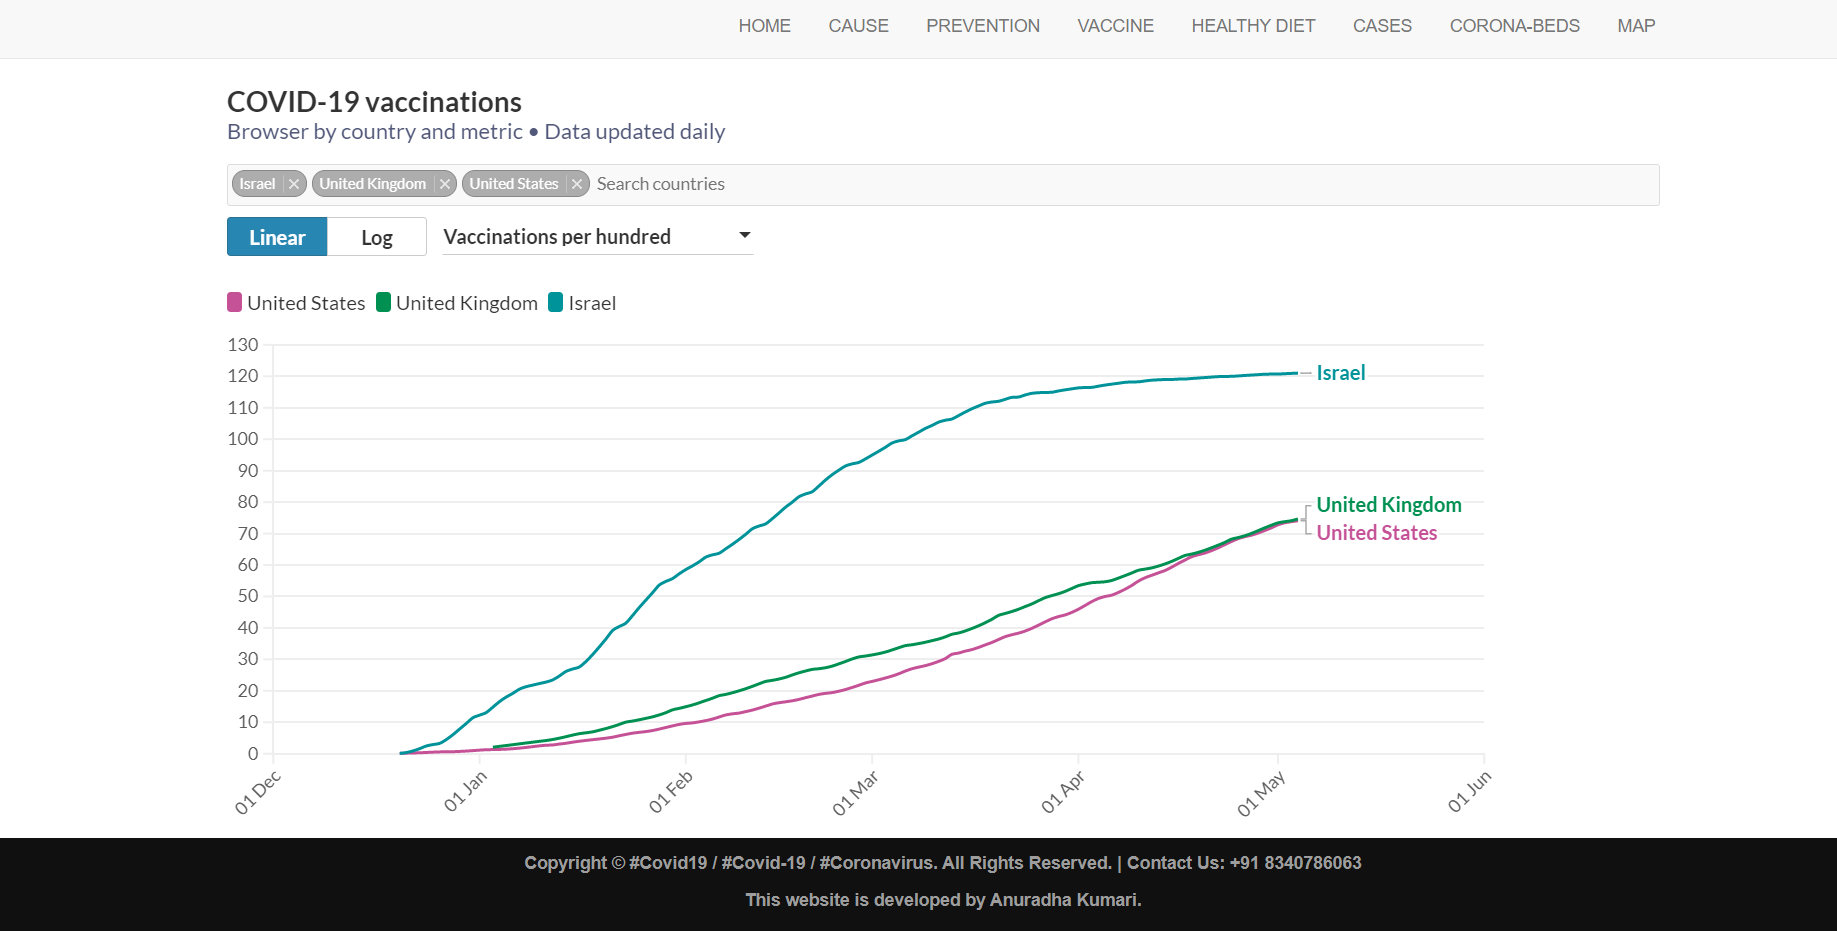 HOME CAUSE PREVENTION VACCINE HEALTHY DIET CASES CORONA-BEDS MAP
COVID-19 vaccinations
Browser by country and metric • Data updated daily
Israel × United Kingdom × United States × Search countries
Linear Log Vaccinations per hundred
United States United Kingdom Israel
130
120
110
100
90
80
70
60
50
40
30
20
10
0
Israel
United Kingdom
United States
01 Dec 01 Jan 01 Feb 01 Mar 01 Apr 01 May 01 Jun
Copyright © #Covid19 / #Covid-19 / #Coronavirus. All Rights Reserved. | Contact Us: +91 8340786063
This website is developed by Anuradha Kumari.